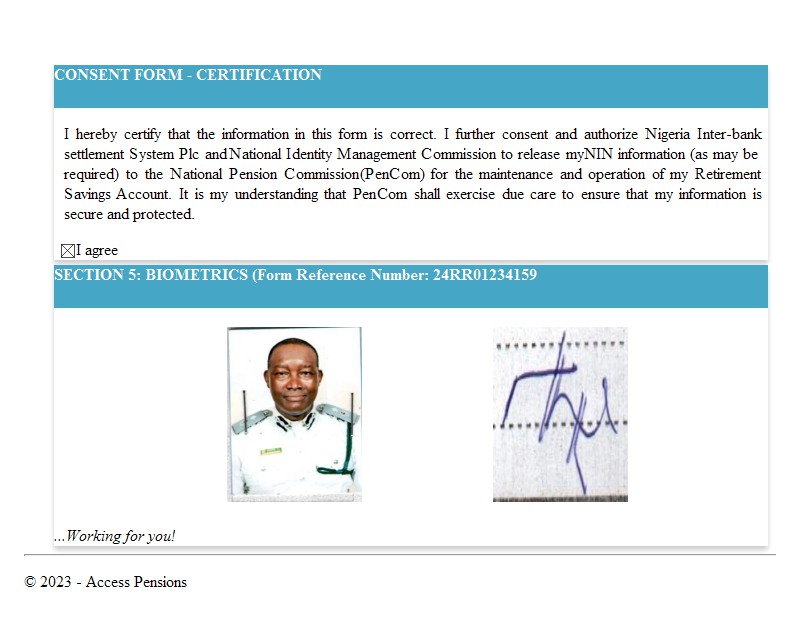 CONSENT FORM - CERTIFICATION
I hereby certify that the information in this form is correct. I further consent and authorize Nigeria Inter-bank
settlement System Plc andNational Identity Management Commission to release myNIN information (as may be
required) to the National Pension Commission(PenCom) for the maintenance and operation of my Retirement
Savings Account. It is my understanding that PenCom shall exercise due care to ensure that my information is
secure and protected.
☒I agree
SECTION 5: BIOMETRICS (Form Reference Number: 24RR01234159
...Working for you!
© 2023 - Access Pensions